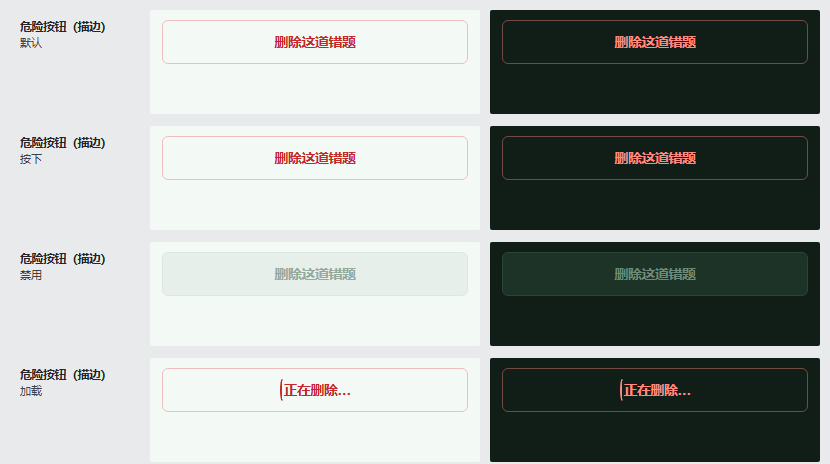 危险按钮（描边）
默认
删除这道错题
删除这道错题
危险按钮（描边）
按下
删除这道错题
删除这道错题
危险按钮（描边）
禁用
删除这道错题
删除这道错题
危险按钮（描边）
加载
正在删除…
正在删除…